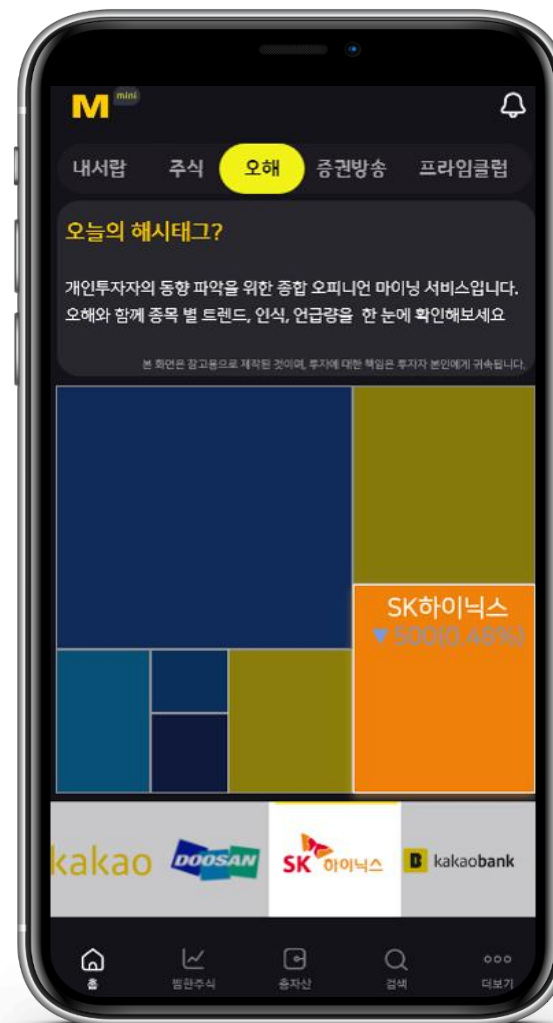 M mini
내서랍 주식 오해 증권방송 프라임클럽
오늘의 해시태그?
개인투자자의 동향 파악을 위한 종합 오피니언 마이닝 서비스입니다.
오해와 함께 종목 별 트렌드, 인식, 언급량을 한 눈에 확인해보세요
본 화면은 참고용으로 제작된 것이며, 투자에 대한 책임은 투자자 본인에게 귀속됩니다.
SK하이닉스
▼500(0.48%)
kakao DOOSAN SK 하이닉스 B kakaobank
홈 찜한주식 총자산 검색 더보기